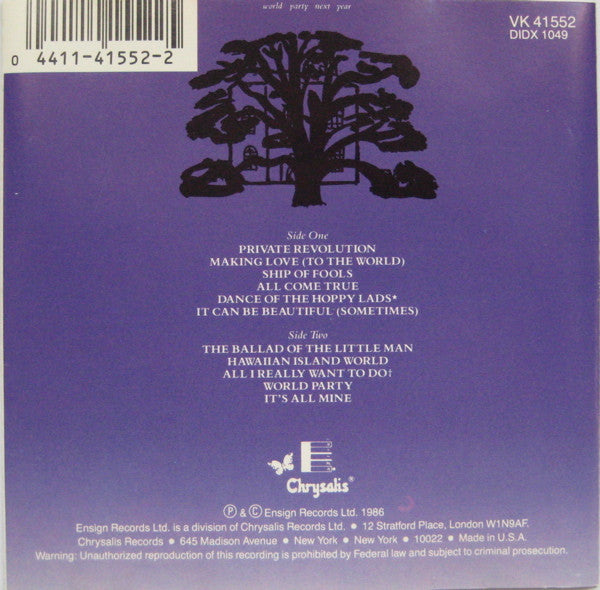 world party next year
0 4411-41552-2
VK 41552
DIDX 1049
Side One
PRIVATE REVOLUTION
MAKING LOVE (TO THE WORLD)
SHIP OF FOOLS
ALL COME TRUE
DANCE OF THE HOPPY LADS*
IT CAN BE BEAUTIFUL (SOMETIMES)
Side Two
THE BALLAD OF THE LITTLE MAN
HAWAIIAN ISLAND WORLD
ALL I REALLY WANT TO DO†
WORLD PARTY
IT'S ALL MINE
Chrysalis®
Ⓟ & © Ensign Records Ltd. 1986
Ensign Records Ltd. is a division of Chrysalis Records Ltd. • 12 Stratford Place, London W1N9AF.
Chrysalis Records • 645 Madison Avenue • New York • New York • 10022 • Made in U.S.A.
Warning: Unauthorized reproduction of this recording is prohibited by Federal law and subject to criminal prosecution.